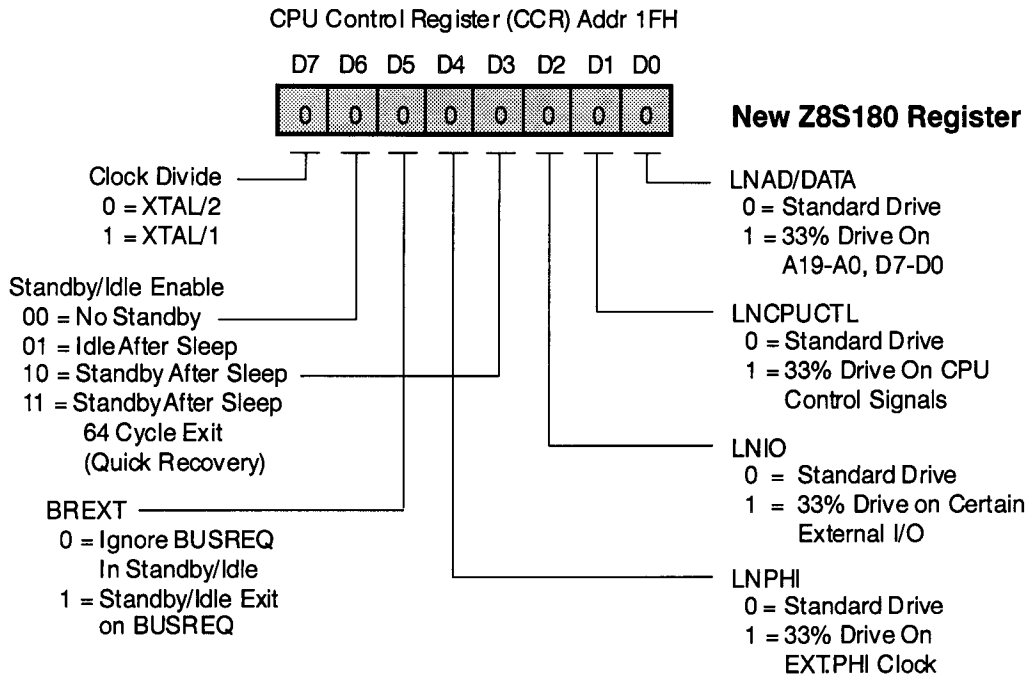 CPU Control Register (CCR) Addr 1FH
D7 D6 D5 D4 D3 D2 D1 D0
0 0 0 0 0 0 0 0
New Z8S180 Register
Clock Divide
0 = XTAL/2
1 = XTAL/1
Standby/Idle Enable
00 = No Standby
01 = Idle After Sleep
10 = Standby After Sleep
11 = Standby After Sleep
64 Cycle Exit
(Quick Recovery)
BREXT
0 = Ignore BUSREQ
In Standby/Idle
1 = Standby/Idle Exit
on BUSREQ
LNAD/DATA
0 = Standard Drive
1 = 33% Drive On
A19-A0, D7-D0
LNCPUCTL
0 = Standard Drive
1 = 33% Drive On CPU
Control Signals
LNIO
0 = Standard Drive
1 = 33% Drive on Certain
External I/O
LNPHI
0 = Standard Drive
1 = 33% Drive On
EXT.PHI Clock